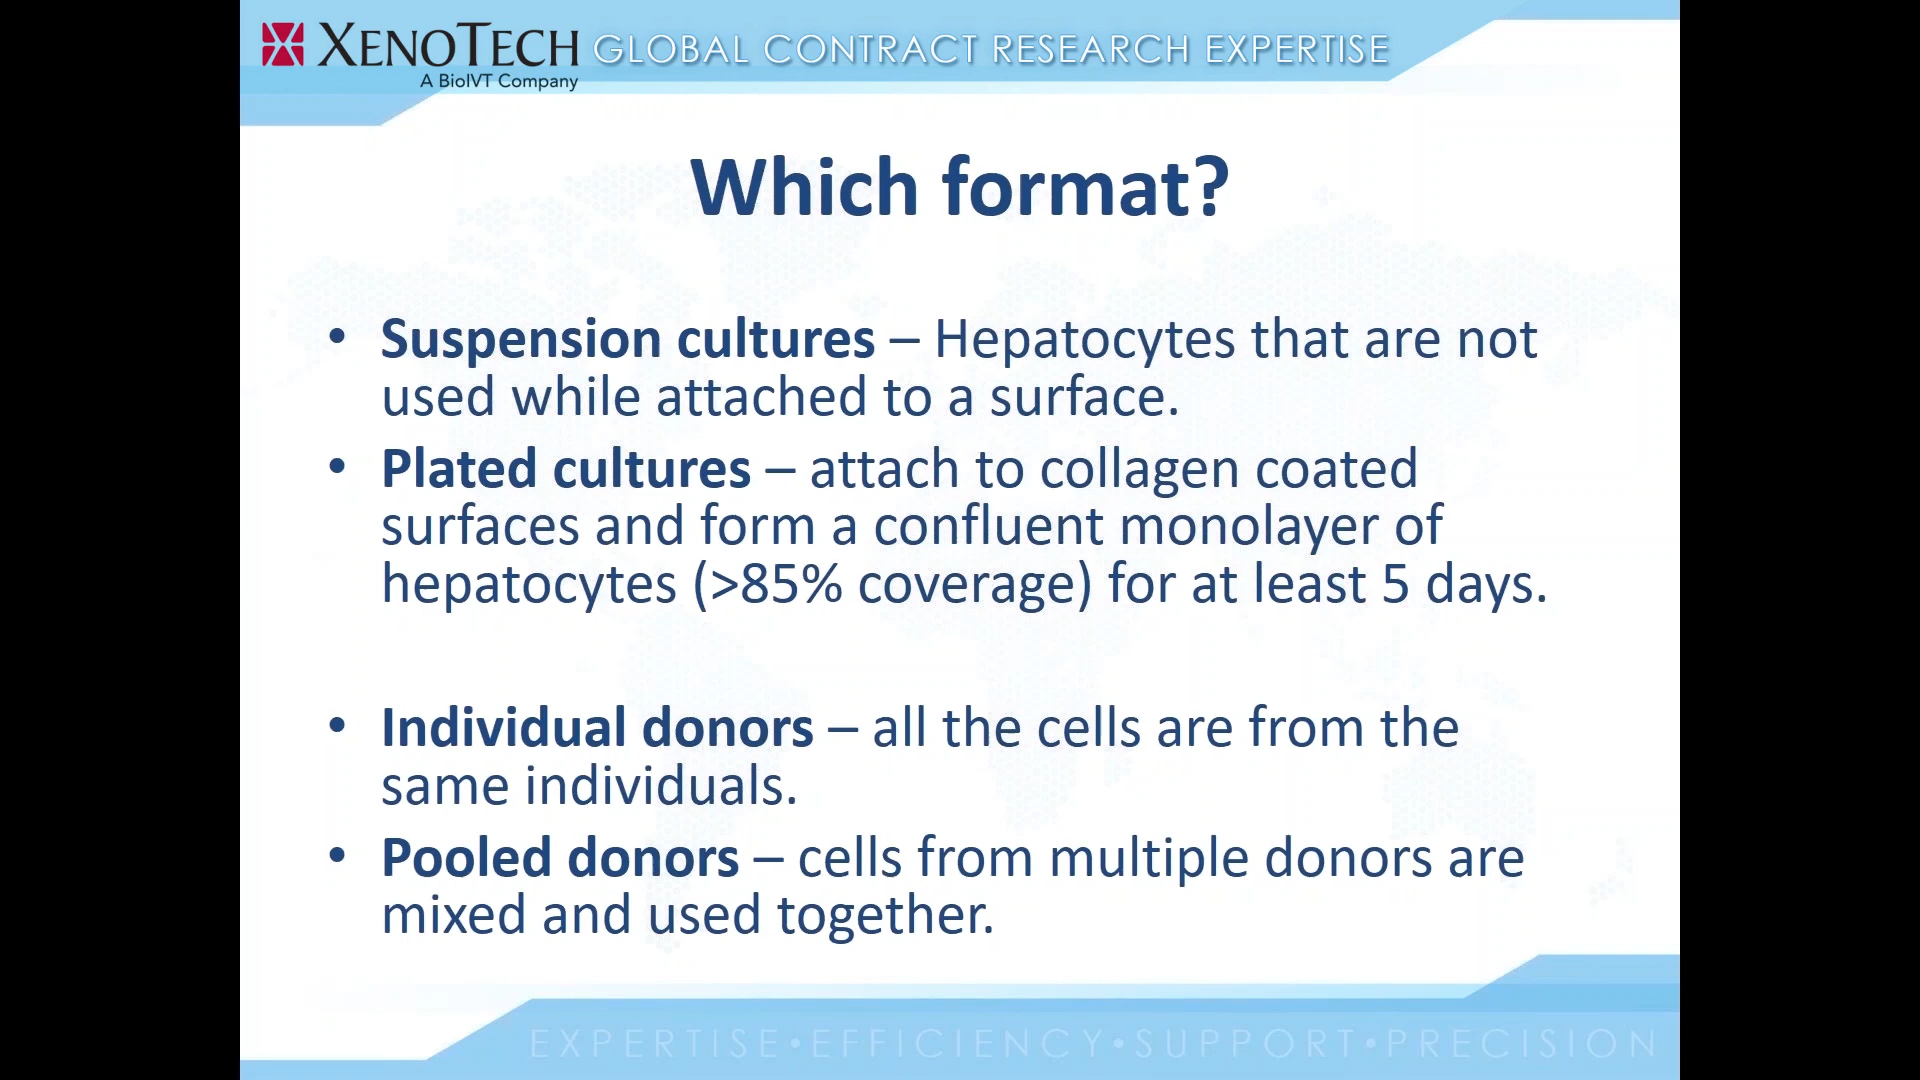 XENOTECH GLOBAL CONTRACT RESEARCH EXPERTISE
A BioIVT Company
Which format?
• Suspension cultures – Hepatocytes that are not
used while attached to a surface.
• Plated cultures – attach to collagen coated
surfaces and form a confluent monolayer of
hepatocytes (>85% coverage) for at least 5 days.
• Individual donors – all the cells are from the
same individuals.
• Pooled donors – cells from multiple donors are
mixed and used together.
EXPERTISE•EFFICIENCY•SUPPORT•PRECISION